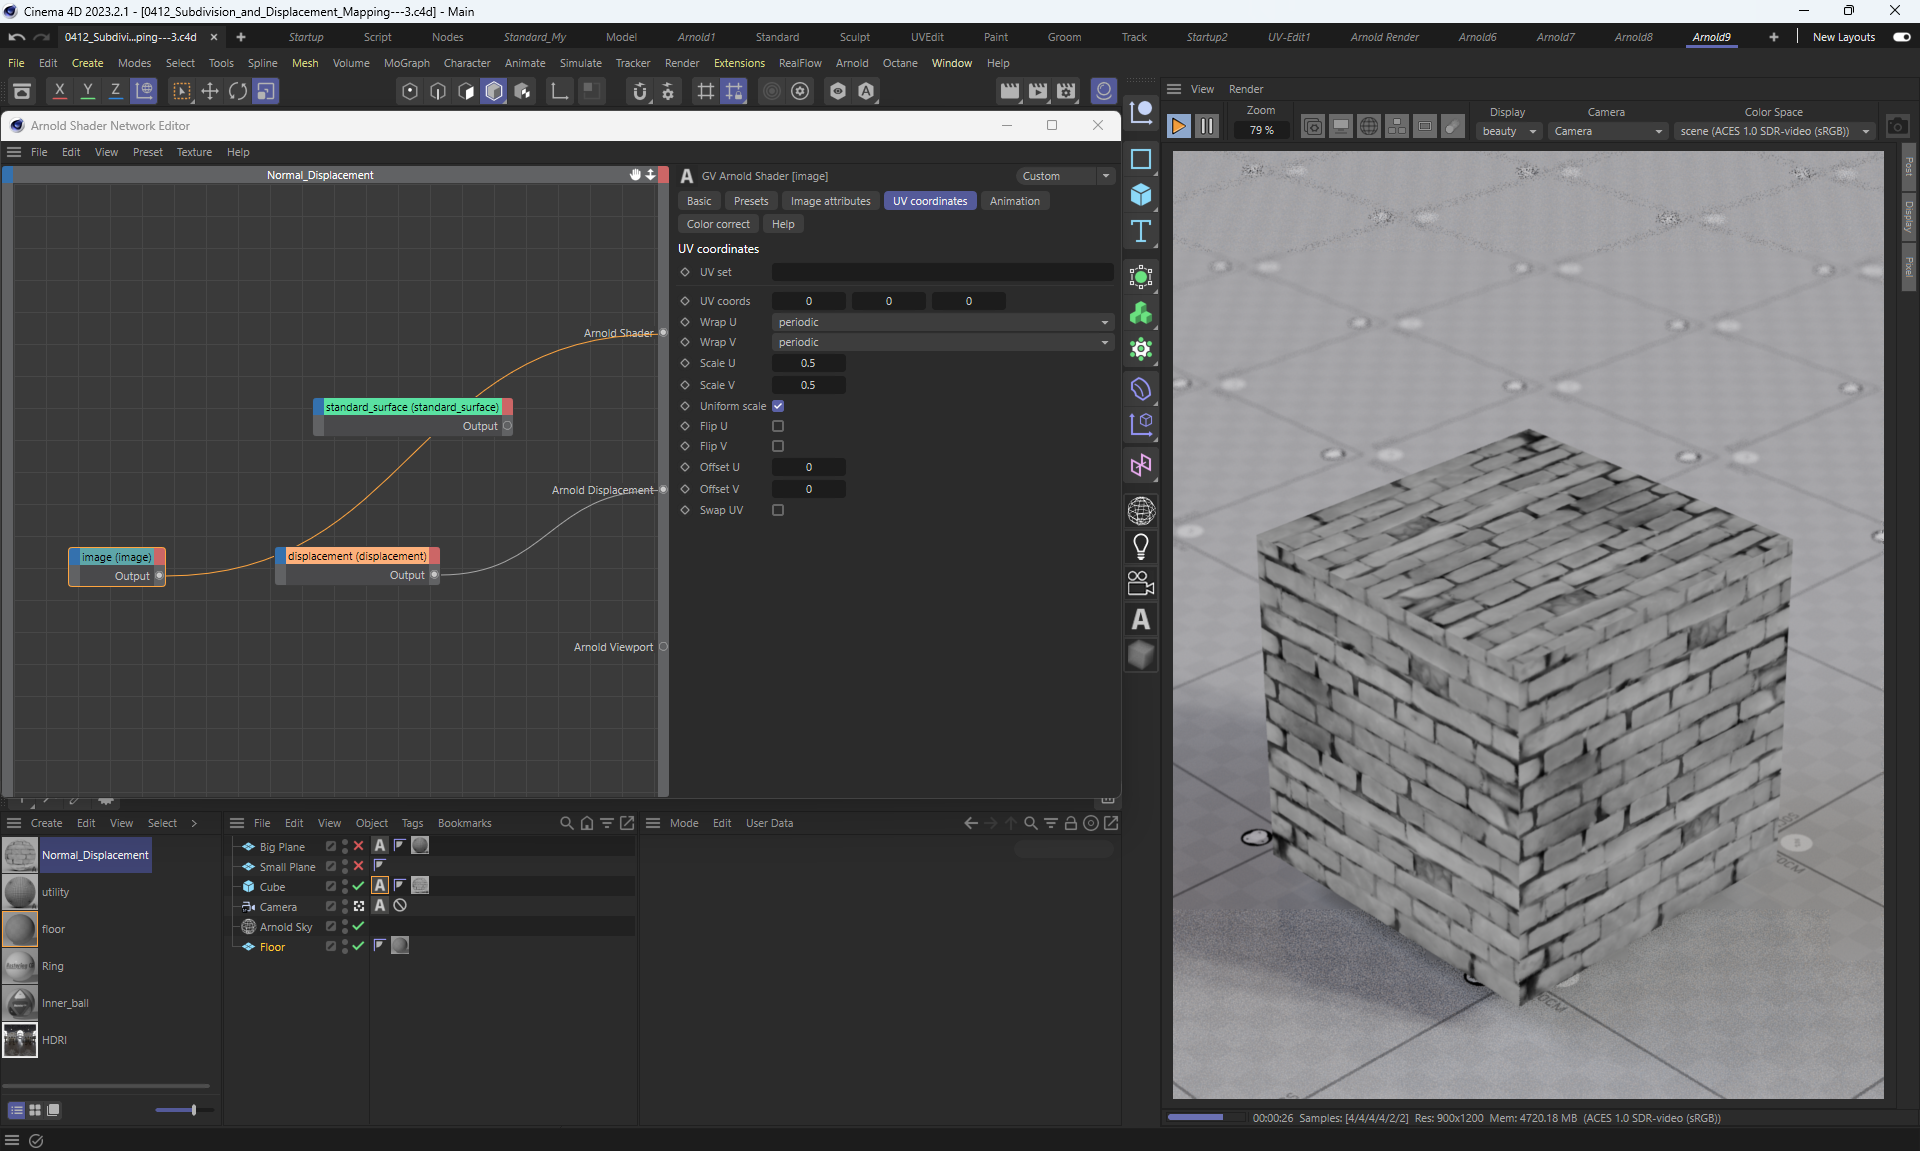 Cinema 4D 2023.2.1 - [0412_Subdivision_and_Displacement_Mapping---3.c4d] - Main
0412_Subdivi...ping---3.c4d × + Startup Script Nodes Standard_My Model Arnold1 Standard Sculpt UVEdit Paint Groom Track Startup2 UV-Edit1 Arnold Render Arnold6 Arnold7 Arnold8 Arnold9 + New Layouts
File Edit Create Modes Select Tools Spline Mesh Volume MoGraph Character Animate Simulate Tracker Render Extensions RealFlow Arnold Octane Window Help
X Y Z
View Render
Zoom Display Camera Color Space
79 % beauty Camera scene (ACES 1.0 SDR-video (sRGB))
Post
Display
Pixel
Arnold Shader Network Editor
File Edit View Preset Texture Help
Normal_Displacement
Arnold Shader
standard_surface (standard_surface)
Output
Arnold Displacement
image (image)
Output
displacement (displacement)
Output
Arnold Viewport
A GV Arnold Shader [image] Custom
Basic Presets Image attributes UV coordinates Animation
Color correct Help
UV coordinates
UV set
UV coords 0 0 0
Wrap U periodic
Wrap V periodic
Scale U 0.5
Scale V 0.5
Uniform scale
Flip U
Flip V
Offset U 0
Offset V 0
Swap UV
T
A
Create Edit View Select >
Normal_Displacement
utility
floor
Ring
Inner_ball
HDRI
File Edit View Object Tags Bookmarks
Big Plane A
Small Plane
Cube A
Camera A
Arnold Sky
Floor
Mode Edit User Data
00:00:26 Samples: [4/4/4/4/2/2] Res: 900x1200 Mem: 4720.18 MB (ACES 1.0 SDR-video (sRGB))